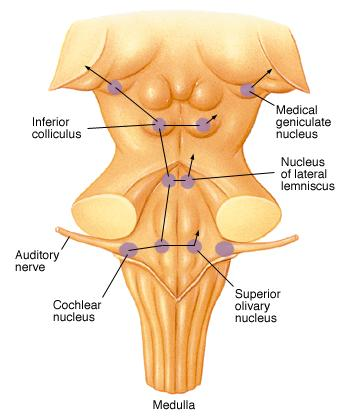 Inferior
colliculus
Medical
geniculate
nucleus
Nucleus
of lateral
lemniscus
Auditory
nerve
Cochlear
nucleus
Superior
olivary
nucleus
Medulla